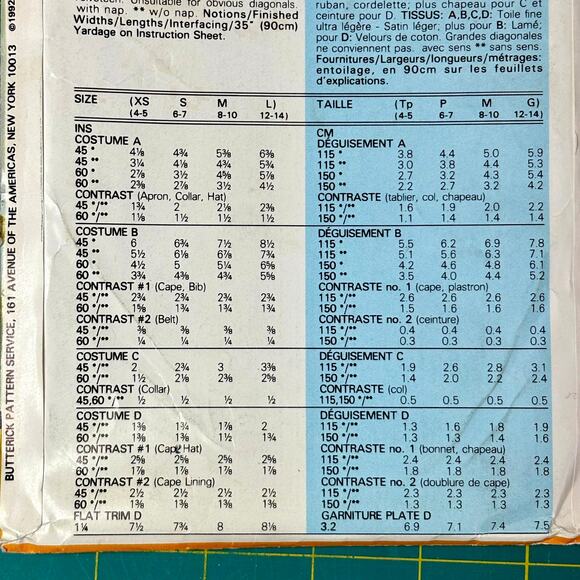 ©1992
BUTTERICK PATTERN SERVICE, 161 AVENUE OF THE AMERICAS, NEW YORK 10013
Unsuitable for obvious diagonals.
with nap. ** w/o nap. Notions/Finished
Widths/Lengths/Interfacing/35" (90cm)
Yardage on Instruction Sheet.
SIZE (XS S M L)
(4-5 6-7 8-10 12-14)
INS
COSTUME A
45 * 4⅛ 4¾ 5⅜ 6⅜
45 ** 3¼ 4⅛ 4¾ 5¾
60 * 2⅞ 3½ 4⅝ 5⅞
60 ** 2⅜ 2⅞ 3½ 4½
CONTRAST (Apron, Collar, Hat)
45 */** 1¾ 2 2⅛ 2⅜
60 */** 1⅛ 1½ 1½ 1½
COSTUME B
45 * 6 6¾ 7½ 8½
45 ** 5½ 6⅛ 6⅞ 7¾
60 * 4½ 5 5¼ 6⅝
60 ** 3¾ 4⅜ 4¾ 5⅝
CONTRAST #1 (Cape, Bib)
45 */** 2¾ 2¾ 2¾ 2¾
60 */** 1⅝ 1¾ 1¾ 1¾
CONTRAST #2 (Belt)
45 */** ⅜ ⅜ ⅜ ⅜
60 */** ¼ ¼ ¼ ¼
COSTUME C
45 */** 2 2¾ 3 3⅜
60 */** 1½ 2⅛ 2⅜ 2⅝
CONTRAST (Collar)
45,60 */** ½ ½ ½ ½
COSTUME D
45 */** 1⅜ 1¾ 1⅞ 2
60 */** 1⅜ 1⅜ 1½ 1¾
CONTRAST #1 (Cape, Hat)
45 */** 2⅝ 2⅝ 2⅝ 2⅝
60 */** 1⅞ 1⅞ 1⅞ 1⅞
CONTRAST #2 (Cape Lining)
45 */** 2½ 2½ 2½ 2½
60 */** 1⅜ 1⅜ 1⅜ 1⅜
FLAT TRIM D
1¼ 7½ 7¾ 8 8⅛
ruban, cordelette; plus chapeau pour C et
ceinture pour D. TISSUS: A,B,C,D: Toile fine
ultra légère - Satin léger; plus pour B: Lamé;
pour D: Velours de coton. Grandes diagonales
ne conviennent pas. avec sens ** sans sens.
Fournitures/Largeurs/longueurs/métrages:
entoilage, en 90cm sur les feuillets
d'explications.
TAILLE (Tp P M G)
(4-5 6-7 8-10 12-14)
CM
DÉGUISEMENT A
115 * 3.8 4.4 5.0 5.9
115 ** 3.0 3.8 4.4 5.3
150 * 2.7 3.2 4.3 5.4
150 ** 2.2 2.7 3.2 4.2
CONTRASTE (tablier, col, chapeau)
115 */** 1.6 1.9 2.0 2.2
150 */** 1.1 1.4 1.4 1.4
DÉGUISEMENT B
115 * 5.5 6.2 6.9 7.8
115 ** 5.1 5.6 6.3 7.1
150 * 4.2 4.6 4.8 6.1
150 ** 3.5 4.0 4.4 5.2
CONTRASTE no. 1 (cape, plastron)
115 */** 2.6 2.6 2.6 2.6
150 */** 1.5 1.6 1.6 1.6
CONTRASTE no. 2 (ceinture)
115 */** 0.4 0.4 0.4 0.4
150 */** 0.3 0.3 0.3 0.3
DÉGUISEMENT C
115 */** 1.9 2.6 2.8 3.1
150 */** 1.4 2.0 2.2 2.4
CONTRASTE (col)
115,150 */** 0.5 0.5 0.5 0.5
DÉGUISEMENT D
115 */** 1.3 1.6 1.8 1.9
150 */** 1.3 1.3 1.4 1.6
CONTRASTE no. 1 (bonnet, chapeau)
115 */** 2.4 2.4 2.4 2.4
150 */** 1.8 1.8 1.8 1.8
CONTRASTE no. 2 (doublure de cape)
115 */** 2.3 2.3 2.3 2.3
150 */** 1.3 1.3 1.3 1.3
GARNITURE PLATE D
3.2 6.9 7.1 7.4 7.5